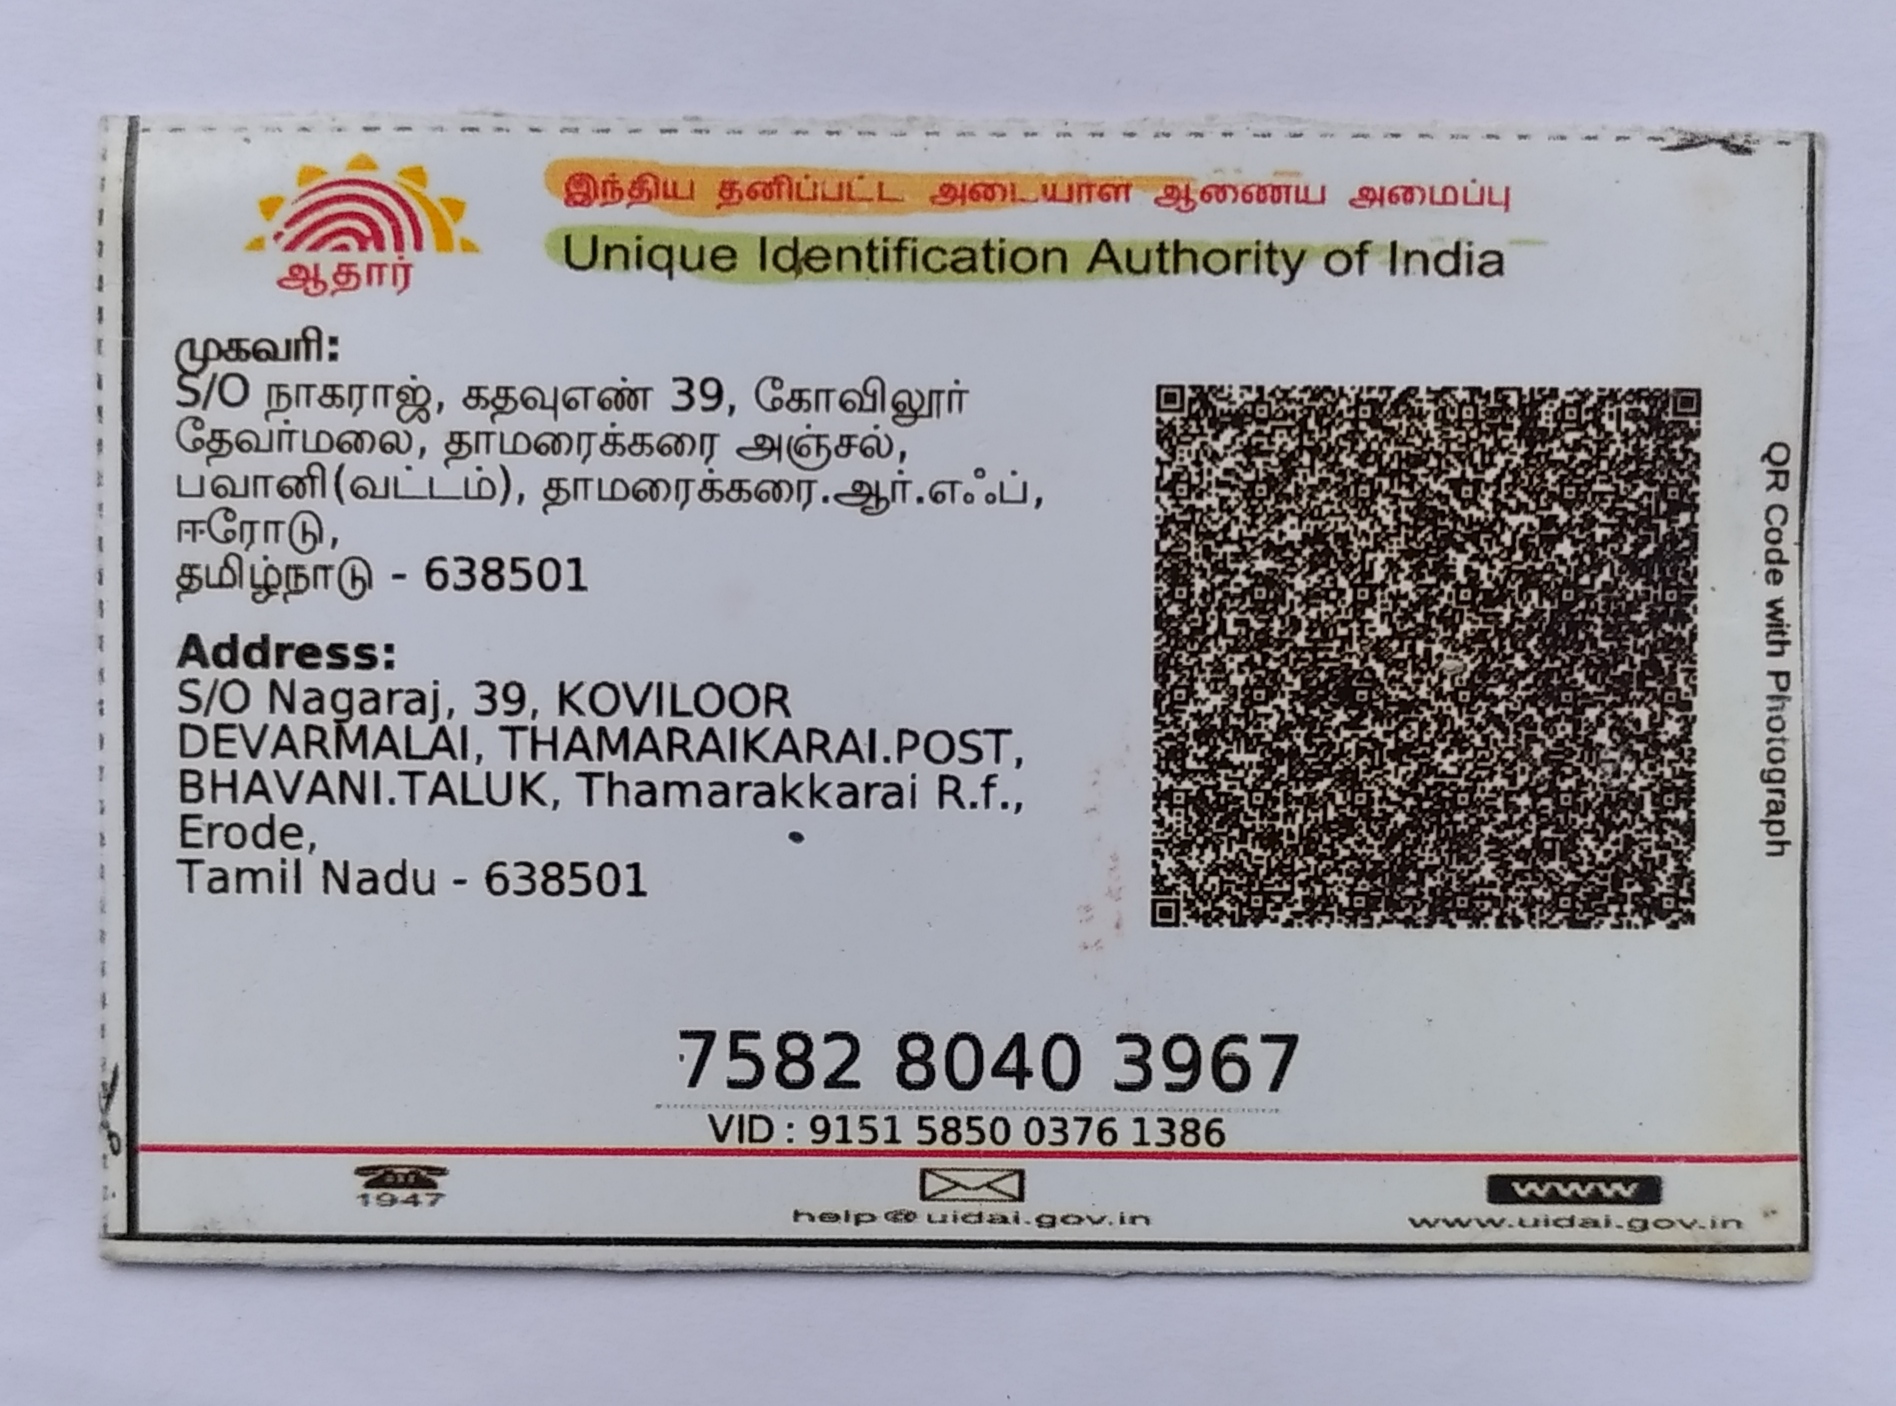 ஆதார்
இந்திய தனிப்பட்ட அடையாள ஆணைய அமைப்பு
Unique Identification Authority of India
முகவரி:
S/O நாகராஜ், கதவுஎண் 39, கோவிலூர்
தேவர்மலை, தாமரைக்கரை அஞ்சல்,
பவானி(வட்டம்), தாமரைக்கரை.ஆர்.எஃப்,
ஈரோடு,
தமிழ்நாடு - 638501
Address:
S/O Nagaraj, 39, KOVILOOR
DEVARMALAI, THAMARAIKARAI.POST,
BHAVANI.TALUK, Thamarakkarai R.f.,
Erode,
Tamil Nadu - 638501
QR Code with Photograph
7582 8040 3967
VID : 9151 5850 0376 1386
1947
help@uidai.gov.in
www
www.uidai.gov.in